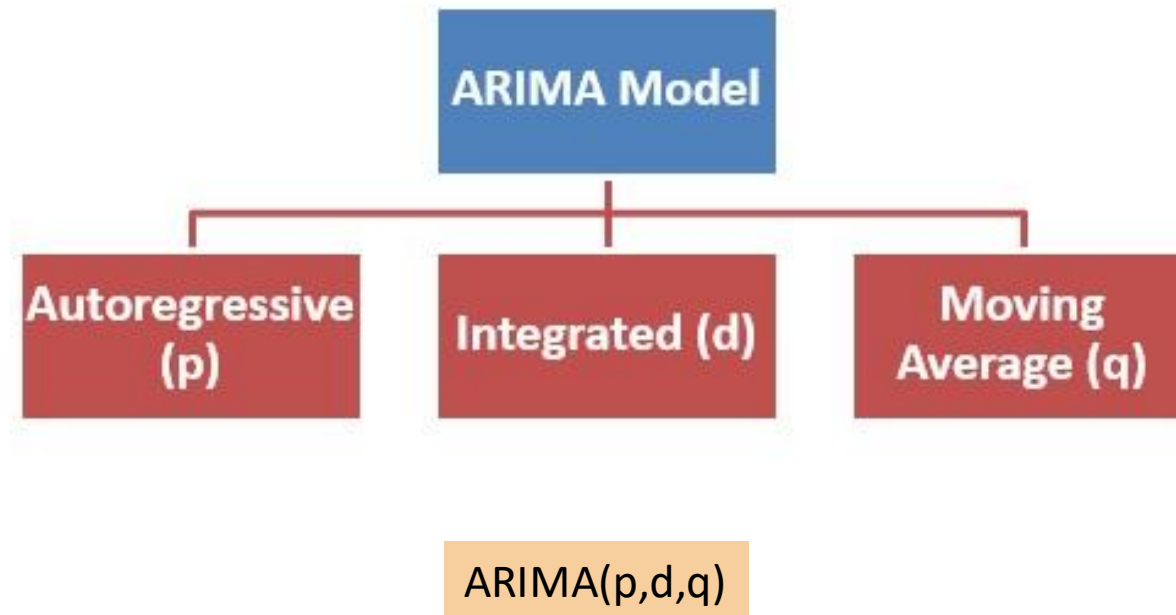 ARIMA Model
Autoregressive
(p)
Integrated (d)
Moving
Average (q)
ARIMA(p,d,q)